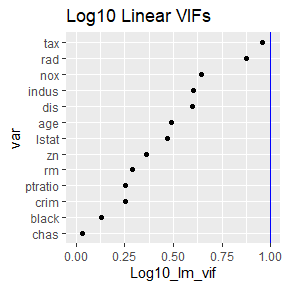 Log10 Linear VIFs
tax
rad
nox
indus
dis
age
lstat
zn
rm
ptratio
crim
black
chas
var
0.00 0.25 0.50 0.75 1.00
Log10_lm_vif